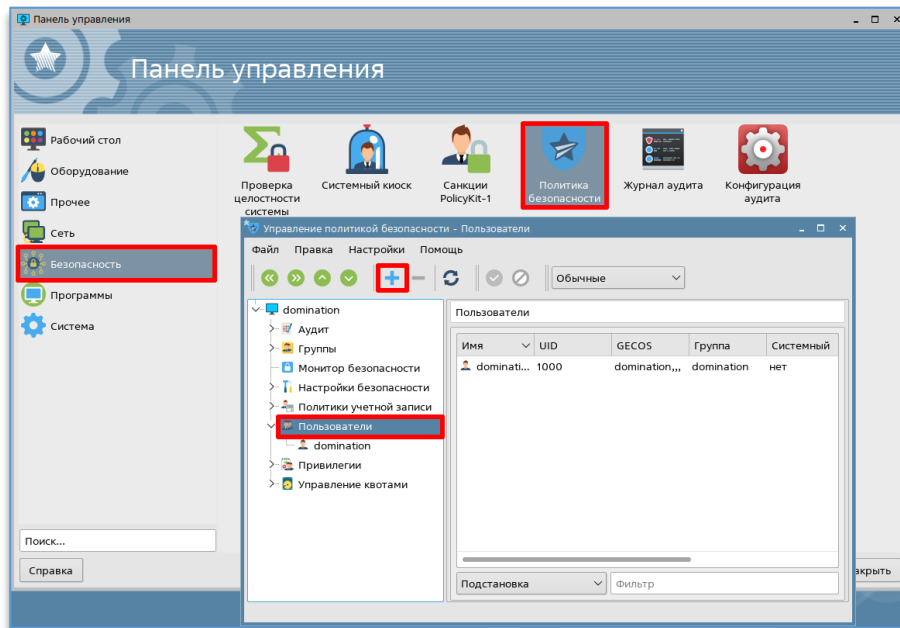 Панель управления
Панель управления
Рабочий стол
Оборудование
Прочее
Сеть
Безопасность
Программы
Система
Поиск...
Справка
Проверка
целостности
системы
Системный киоск
Санкции
PolicyKit-1
Политика
безопасности
Журнал аудита
Конфигурация
аудита
Управление политикой безопасности - Пользователи
Файл Правка Настройки Помощь
Обычные
domination
Аудит
Группы
Монитор безопасности
Настройки безопасности
Политики учетной записи
Пользователи
domination
Привилегии
Управление квотами
Пользователи
Имя UID GECOS Группа Системный
dominati... 1000 domination,,, domination нет
Подстановка Фильтр
акрыть